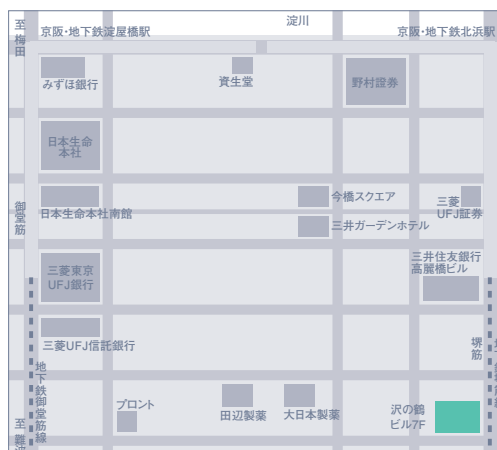 至梅田
京阪・地下鉄淀屋橋駅
淀川
京阪・地下鉄北浜駅
みずほ銀行
資生堂
野村證券
日本生命
本社
御堂筋
日本生命本社南館
今橋スクエア
三菱
UFJ証券
三井ガーデンホテル
三菱東京
UFJ銀行
三井住友銀行
高麗橋ビル
三菱UFJ信託銀行
堺筋
地下鉄御堂筋線
プロント
田辺製薬
大日本製薬
沢の鶴
ビル7F
至難波